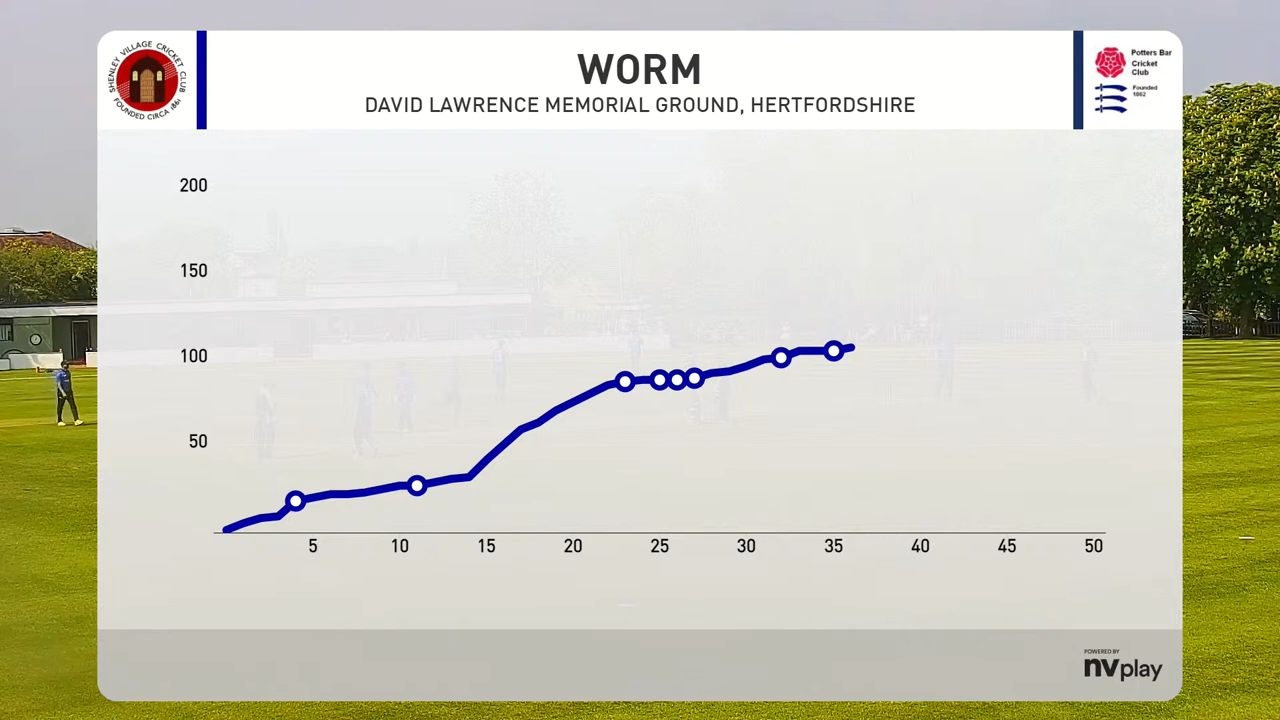 SHENLEY VILLAGE CRICKET CLUB
FOUNDED CIRCA 1861
WORM
DAVID LAWRENCE MEMORIAL GROUND, HERTFORDSHIRE
Potters Bar
Cricket
Club
Founded
1862
200
150
100
50
5 10 15 20 25 30 35 40 45 50
POWERED BY
nvplay